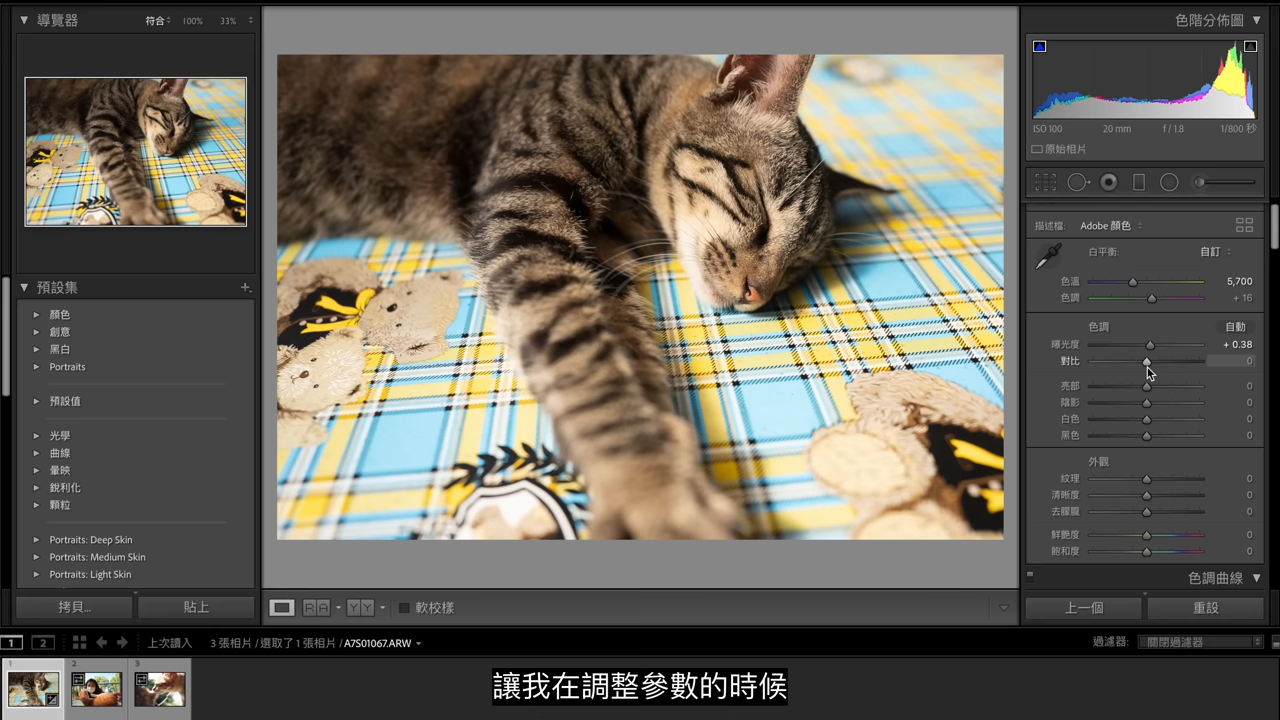 導覽器
符合 100% 33%
預設集
顏色
創意
黑白
Portraits
預設值
光學
曲線
暈映
銳利化
顆粒
Portraits: Deep Skin
Portraits: Medium Skin
Portraits: Light Skin
拷貝...
貼上
R A
Y Y
軟校樣
色階分佈圖
ISO 100 20 mm f / 1.8 1/800 秒
原始相片
描述檔: Adobe 顏色
白平衡: 自訂
色溫 5,700
色調 + 16
色調 自動
曝光度 + 0.38
對比 0
亮部 0
陰影 0
白色 0
黑色 0
外觀
紋理 0
清晰度 0
去朦朧 0
鮮艷度 0
飽和度 0
色調曲線
上一個
重設
1 2 上次讀入 3 張相片 / 選取了 1 張相片 / A7S01067.ARW
過濾器: 關閉過濾器
1 2 3
讓我在調整參數的時候